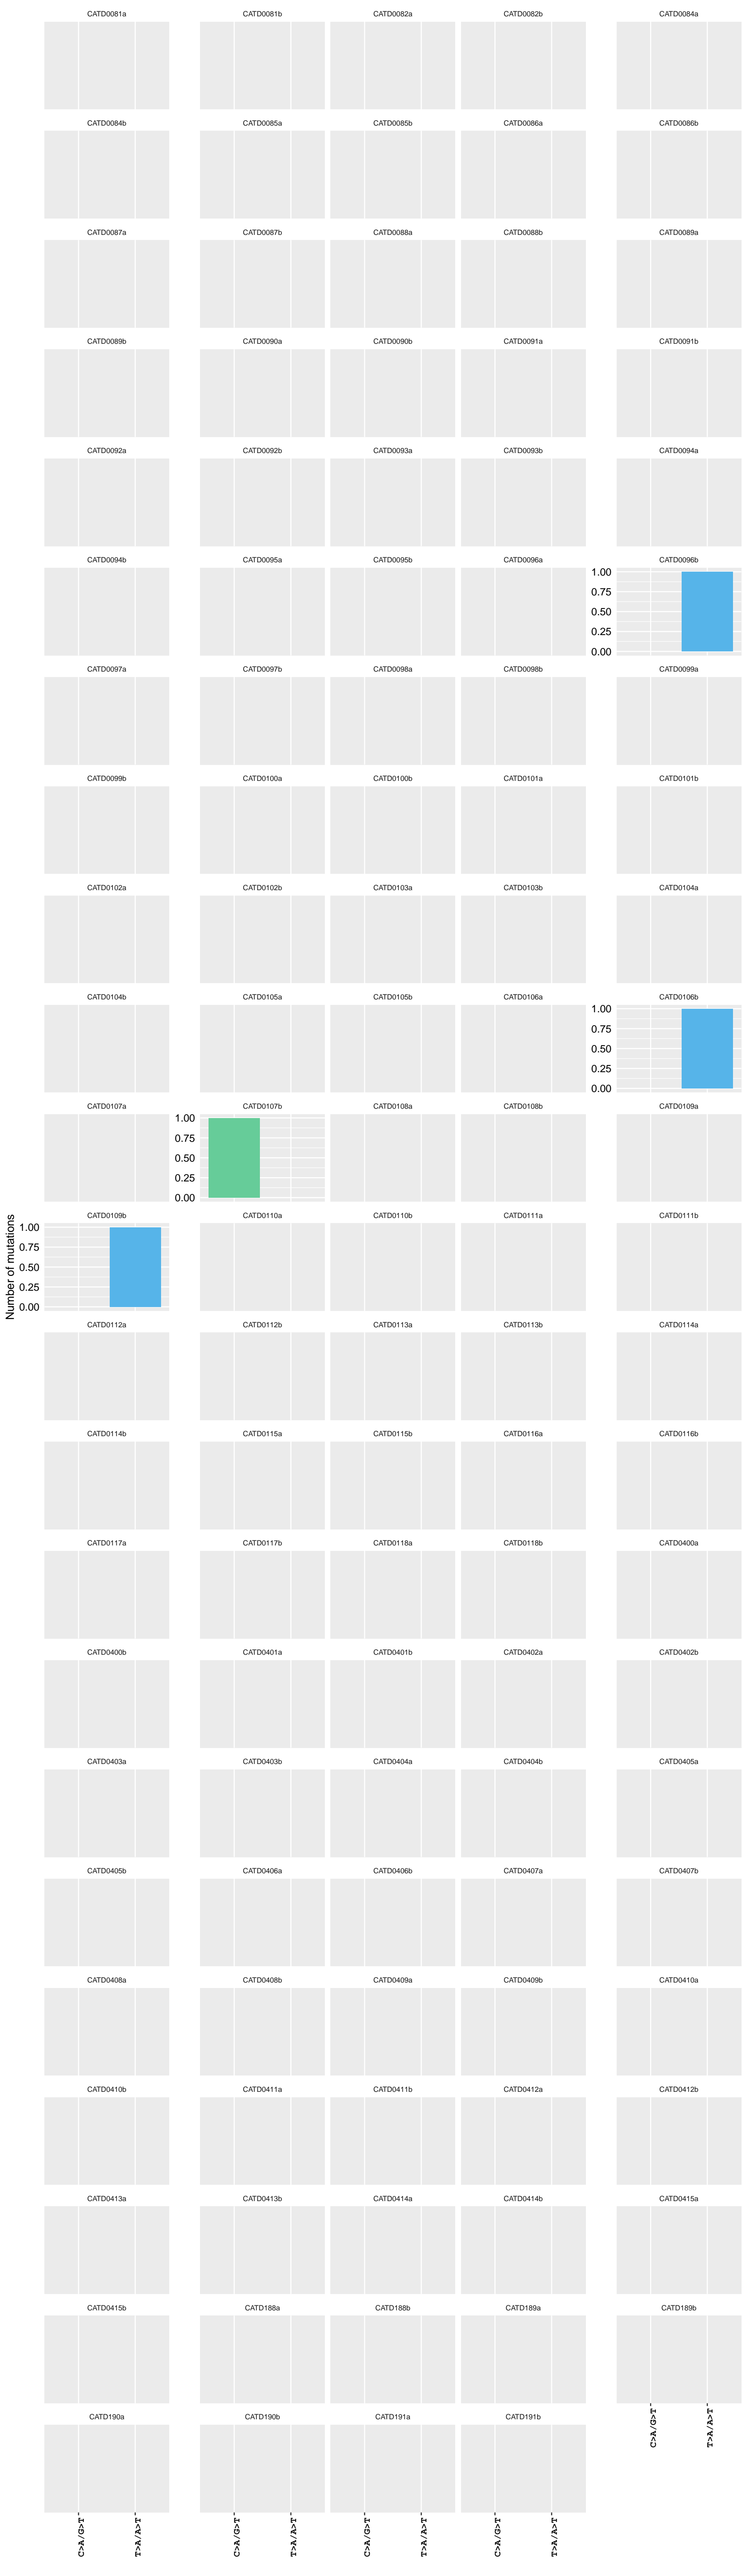 CATD0081a CATD0081b CATD0082a CATD0082b CATD0084a
CATD0084b CATD0085a CATD0085b CATD0086a CATD0086b
CATD0087a CATD0087b CATD0088a CATD0088b CATD0089a
CATD0089b CATD0090a CATD0090b CATD0091a CATD0091b
CATD0092a CATD0092b CATD0093a CATD0093b CATD0094a
CATD0094b CATD0095a CATD0095b CATD0096a CATD0096b
1.00
0.75
0.50
0.25
0.00
CATD0097a CATD0097b CATD0098a CATD0098b CATD0099a
CATD0099b CATD0100a CATD0100b CATD0101a CATD0101b
CATD0102a CATD0102b CATD0103a CATD0103b CATD0104a
CATD0104b CATD0105a CATD0105b CATD0106a CATD0106b
1.00
0.75
0.50
0.25
0.00
CATD0107a CATD0107b CATD0108a CATD0108b CATD0109a
1.00
0.75
0.50
0.25
0.00
CATD0109b CATD0110a CATD0110b CATD0111a CATD0111b
Number of mutations
1.00
0.75
0.50
0.25
0.00
CATD0112a CATD0112b CATD0113a CATD0113b CATD0114a
CATD0114b CATD0115a CATD0115b CATD0116a CATD0116b
CATD0117a CATD0117b CATD0118a CATD0118b CATD0400a
CATD0400b CATD0401a CATD0401b CATD0402a CATD0402b
CATD0403a CATD0403b CATD0404a CATD0404b CATD0405a
CATD0405b CATD0406a CATD0406b CATD0407a CATD0407b
CATD0408a CATD0408b CATD0409a CATD0409b CATD0410a
CATD0410b CATD0411a CATD0411b CATD0412a CATD0412b
CATD0413a CATD0413b CATD0414a CATD0414b CATD0415a
CATD0415b CATD188a CATD188b CATD189a CATD189b
C>A/G>T T>A/A>T
CATD190a CATD190b CATD191a CATD191b
C>A/G>T T>A/A>T C>A/G>T T>A/A>T C>A/G>T T>A/A>T C>A/G>T T>A/A>T